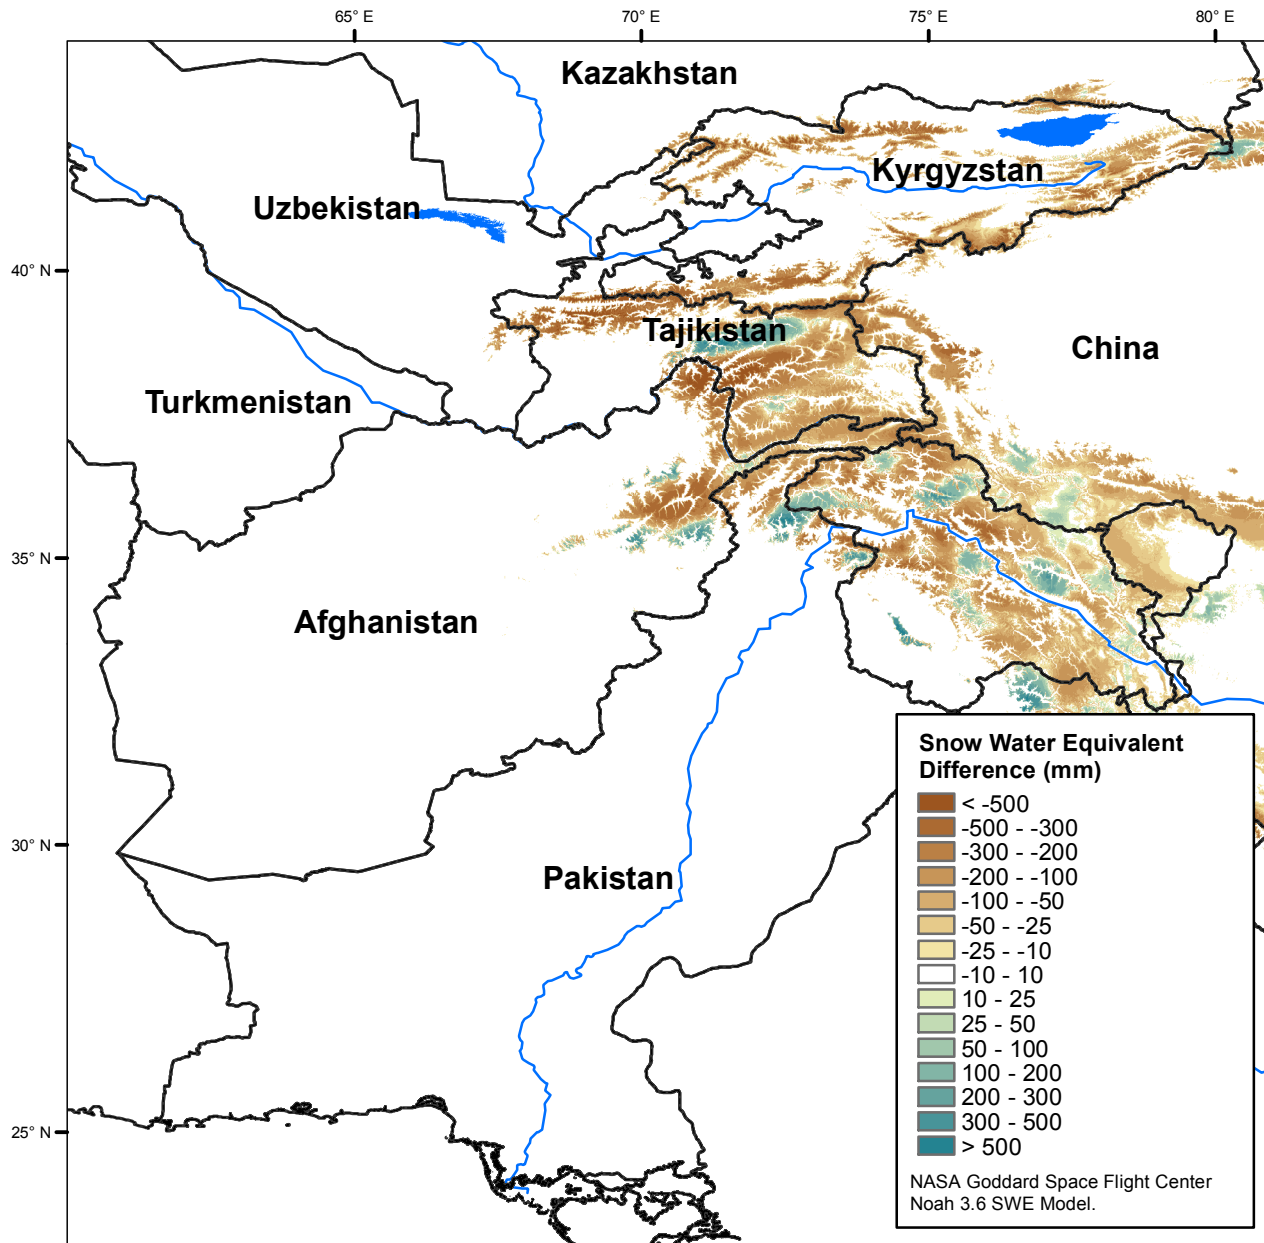 65° E
70° E
75° E
80° E
Kazakhstan
Kyrgyzstan
Uzbekistan
40° N
Tajikistan
China
Turkmenistan
35° N
Afghanistan
30° N
Pakistan
25° N
Snow Water Equivalent
Difference (mm)
< -500
-500 - -300
-300 - -200
-200 - -100
-100 - -50
-50 - -25
-25 - -10
-10 - 10
10 - 25
25 - 50
50 - 100
100 - 200
200 - 300
300 - 500
> 500
NASA Goddard Space Flight Center
Noah 3.6 SWE Model.